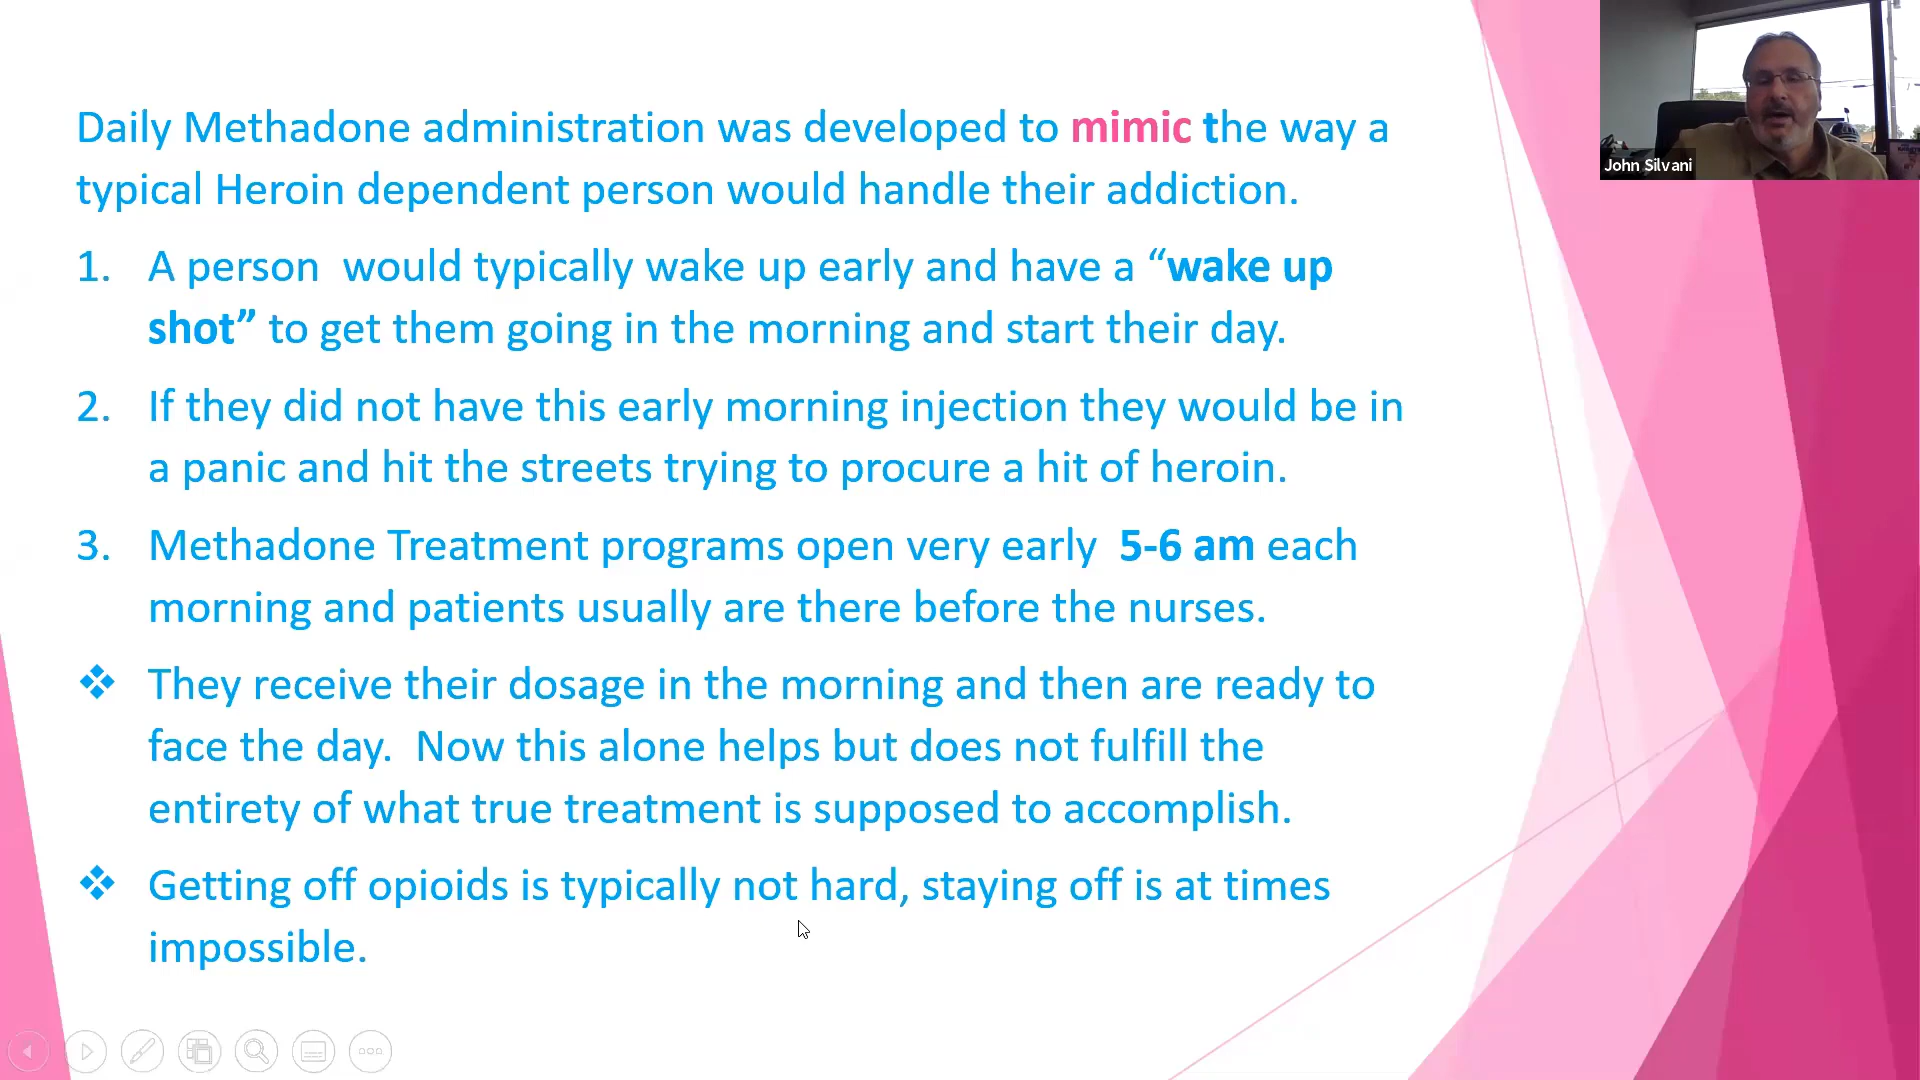 Daily Methadone administration was developed to mimic the way a
typical Heroin dependent person would handle their addiction.
1. A person  would typically wake up early and have a “wake up
shot” to get them going in the morning and start their day.
2. If they did not have this early morning injection they would be in
a panic and hit the streets trying to procure a hit of heroin.
3. Methadone Treatment programs open very early  5-6 am each
morning and patients usually are there before the nurses.
❖ They receive their dosage in the morning and then are ready to
face the day.  Now this alone helps but does not fulfill the
entirety of what true treatment is supposed to accomplish.
❖ Getting off opioids is typically not hard, staying off is at times
impossible.
John Silvani